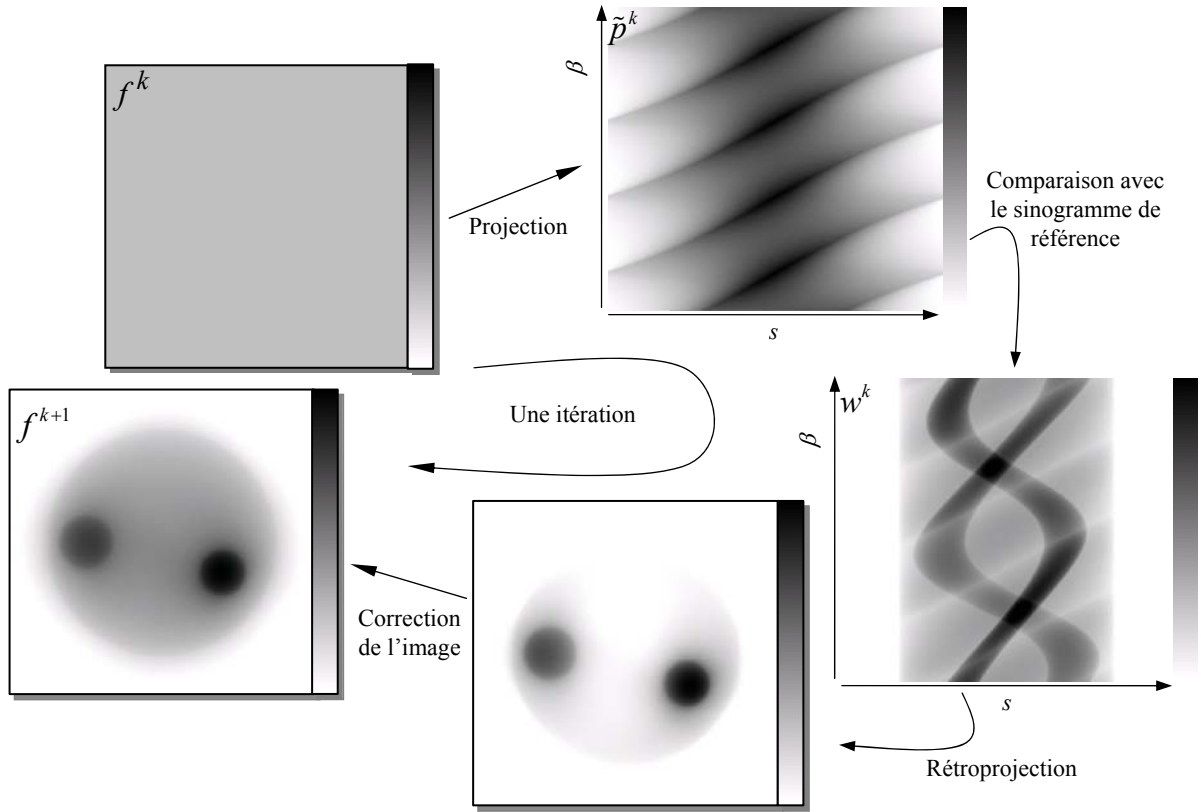 f^k
Projection
p̃^k
β
s
Comparaison avec
le sinogramme de
référence
w^k
β
s
Rétroprojection
Correction
de l'image
f^{k+1}
Une itération